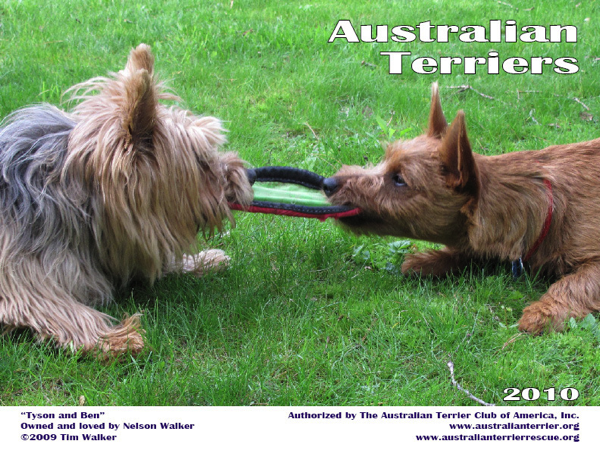 Australian
Terriers
2010
"Tyson and Ben"
Owned and loved by Nelson Walker
©2009 Tim Walker
Authorized by The Australian Terrier Club of America, Inc.
www.australianterrier.org
www.australianterrierrescue.org